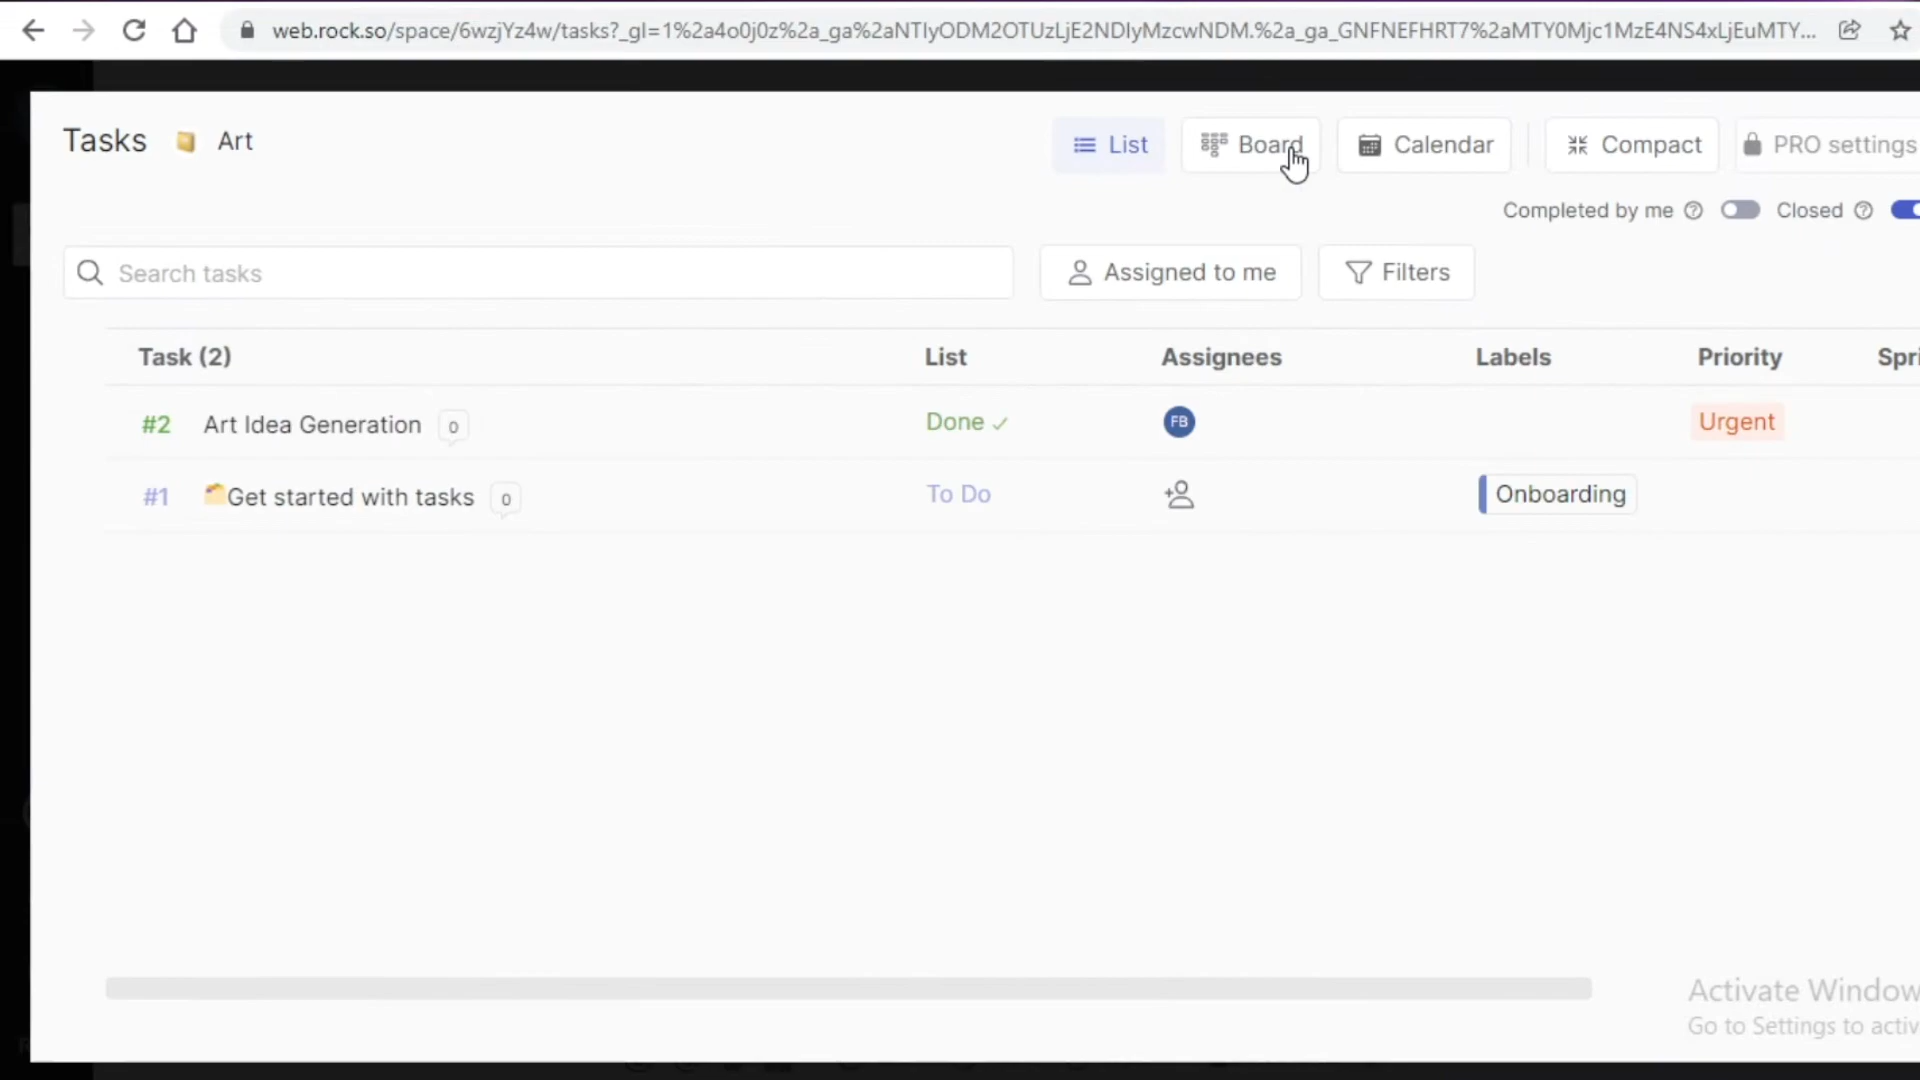 web.rock.so/space/6wzjYz4w/tasks?_gl=1%2a4o0j0z%2a_ga%2aNTIyODM2OTUzLjE2NDIyMzcwNDM.%2a_ga_GNFNEFHRT7%2aMTY0Mjc1MzE4NS4xLjEuMTY...
Tasks Art List Board Calendar Compact PRO settings
Completed by me Closed
Search tasks Assigned to me Filters
Task (2) List Assignees Labels Priority Spri
#2 Art Idea Generation 0 Done FB Urgent
#1 Get started with tasks 0 To Do Onboarding
Activate Window
Go to Settings to activ